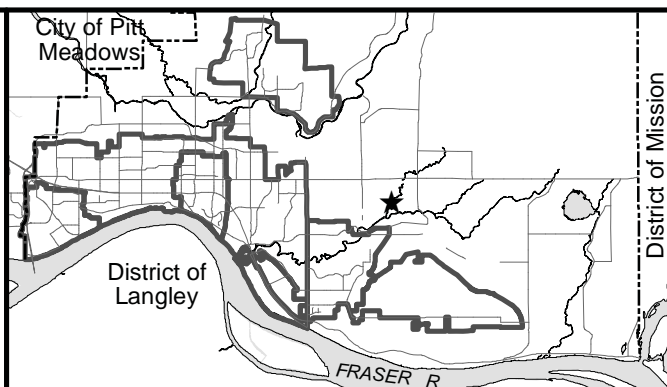 City of Pitt
Meadows
District of Mission
District of
Langley
FRASER R